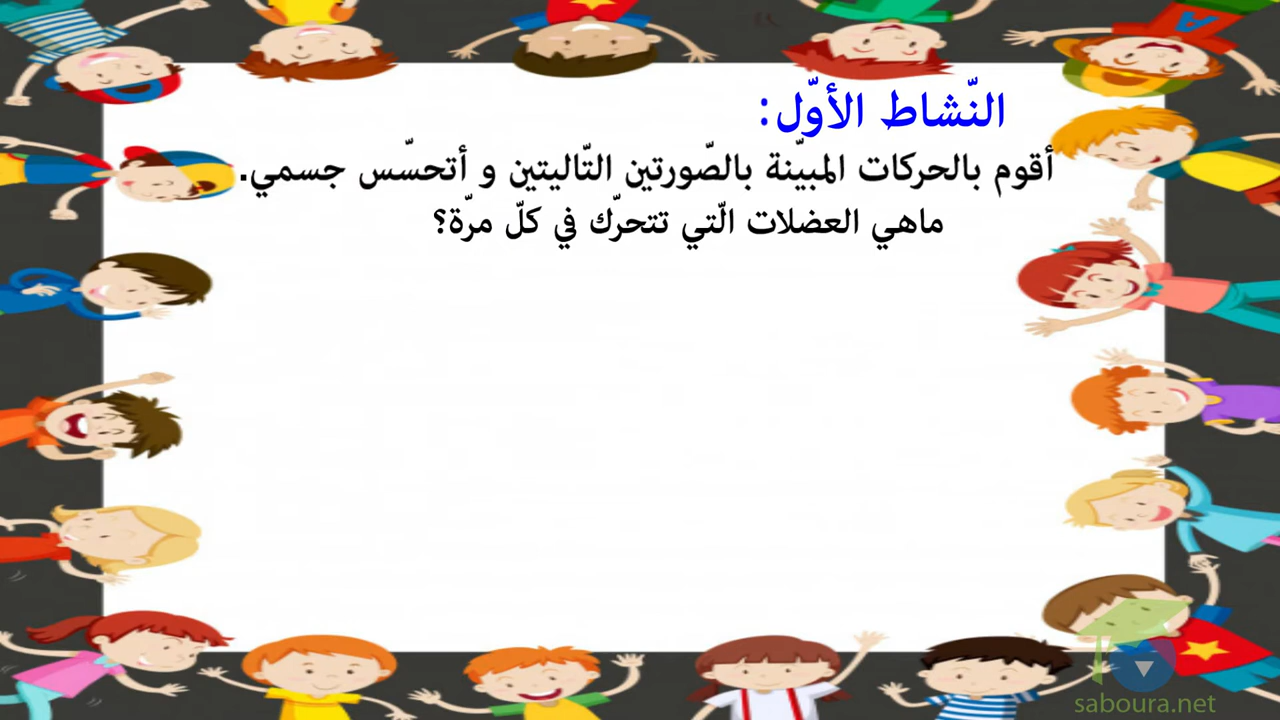 النّشاط الأوّل:
أقوم بالحركات المبيّنة بالصّورتين التّاليتين و أتحسّس جسمي.
ماهي العضلات الّتي تتحرّك في كلّ مرّة؟
saboura.net